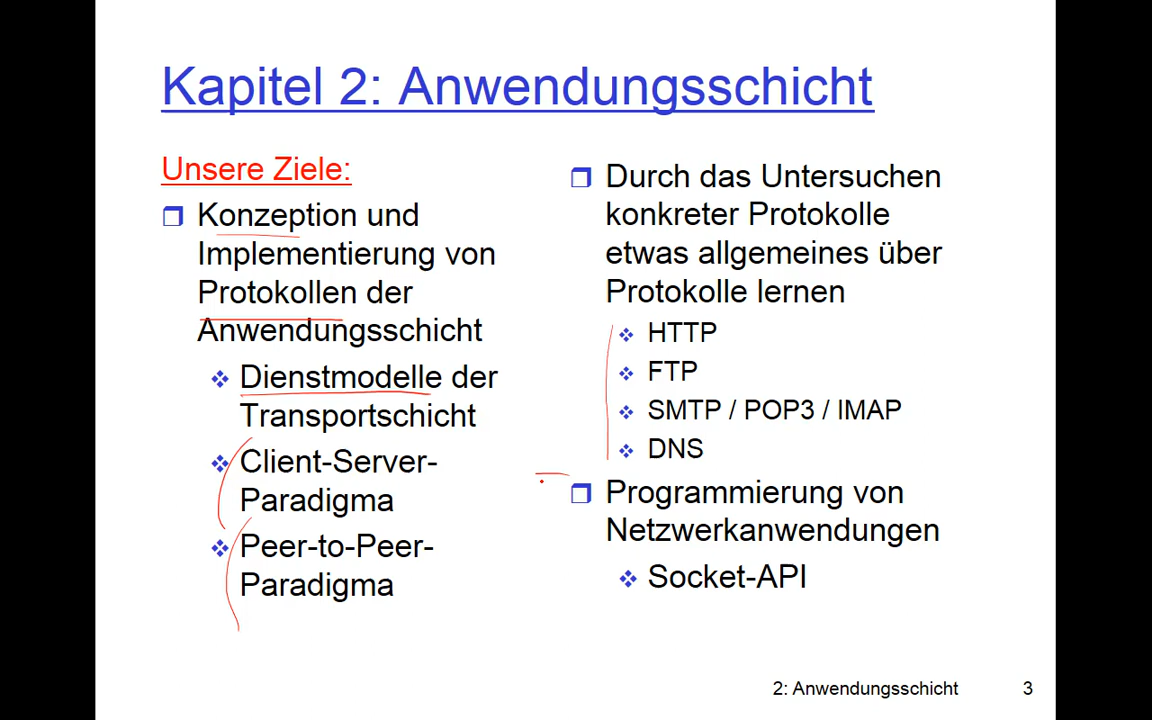 Kapitel 2: Anwendungsschicht
Unsere Ziele:
Konzeption und
Implementierung von
Protokollen der
Anwendungsschicht
Dienstmodelle der
Transportschicht
Client-Server-
Paradigma
Peer-to-Peer-
Paradigma
Durch das Untersuchen
konkreter Protokolle
etwas allgemeines über
Protokolle lernen
HTTP
FTP
SMTP / POP3 / IMAP
DNS
Programmierung von
Netzwerkanwendungen
Socket-API
2: Anwendungsschicht 3